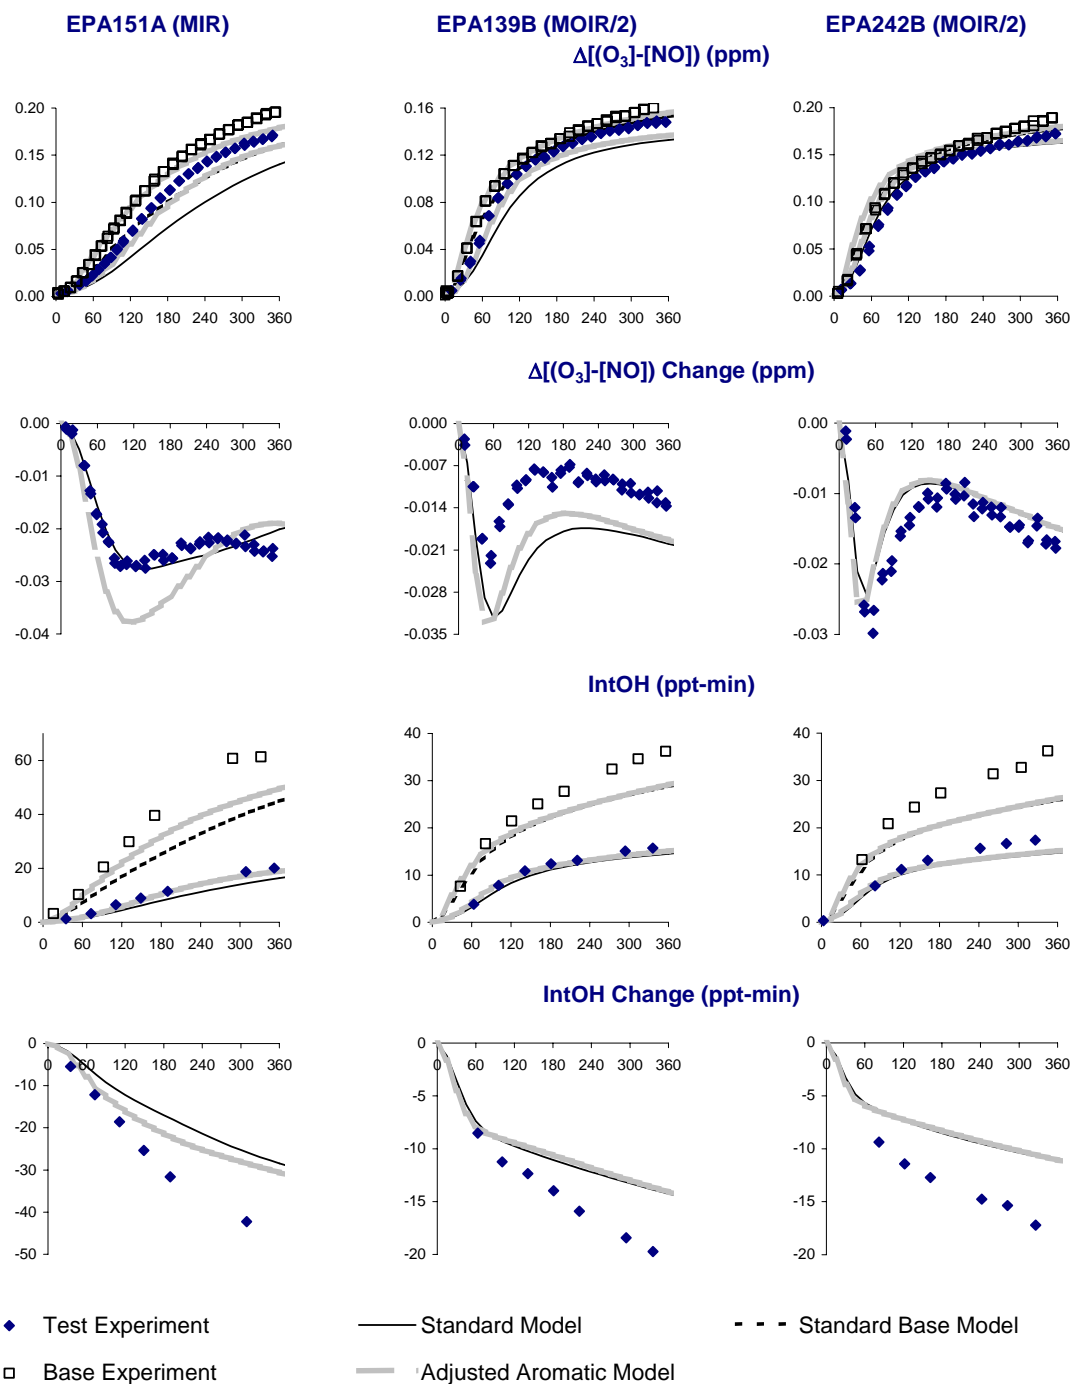 EPA151A (MIR) EPA139B (MOIR/2) EPA242B (MOIR/2)
Δ[(O₃]-[NO]) (ppm)
0.20 0.16 0.20
0.15 0.12 0.15
0.10 0.08 0.10
0.05 0.04 0.05
0.00 0.00 0.00
0 60 120 180 240 300 360 0 60 120 180 240 300 360 0 60 120 180 240 300 360
Δ[(O₃]-[NO]) Change (ppm)
0.00 0.000 0.00
0 60 120 180 240 300 360 0 60 120 180 240 300 360 0 60 120 180 240 300 360
-0.01 -0.007 -0.01
-0.02 -0.014 -0.02
-0.03 -0.021 -0.03
-0.04 -0.028
-0.035
IntOH (ppt-min)
60 40 40
40 30 30
20 20 20
0 10 10
0 0
0 60 120 180 240 300 360 0 60 120 180 240 300 360 0 60 120 180 240 300 360
IntOH Change (ppt-min)
0 0 0
0 60 120 180 240 300 360 0 60 120 180 240 300 360 0 60 120 180 240 300 360
-10 -5 -5
-20 -10 -10
-30 -15 -15
-40 -20 -20
-50
Test Experiment Standard Model Standard Base Model
Base Experiment Adjusted Aromatic Model